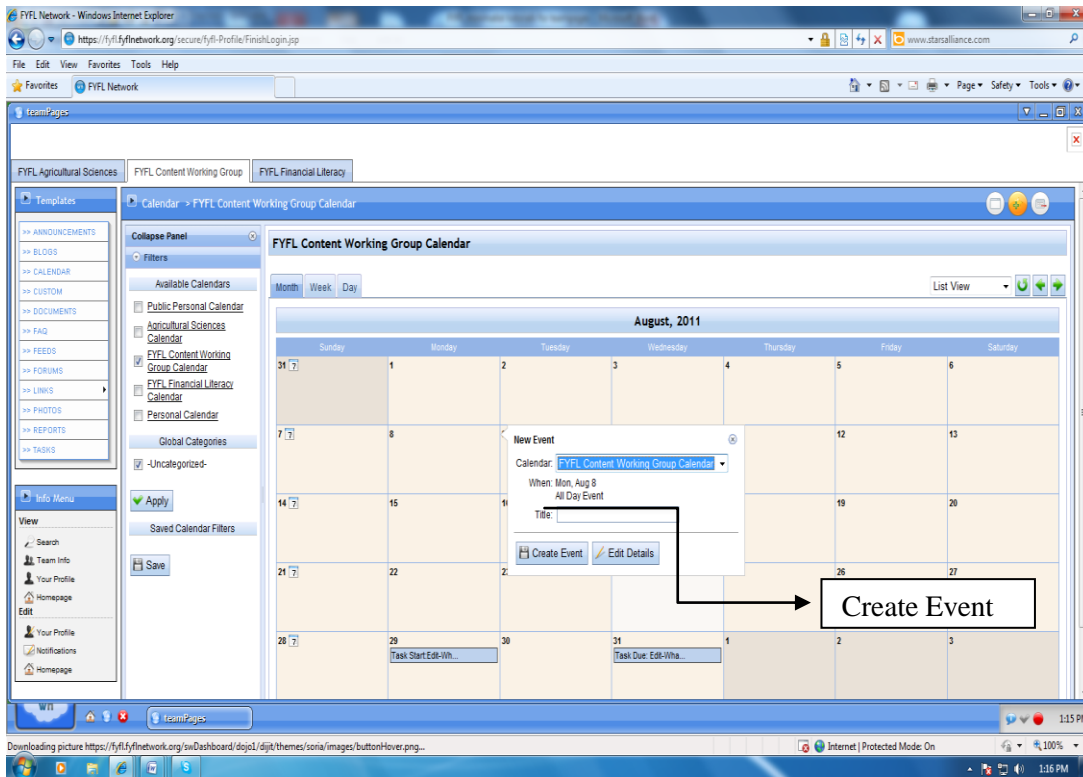 FYFL Network - Windows Internet Explorer
https://fyfl.fyflnetwork.org/secure/fyfl-Profile/FinishLogin.jsp
www.starsalliance.com
File Edit View Favorites Tools Help
Favorites FYFL Network
Page Safety Tools
teamPages
FYFL Agricultural Sciences FYFL Content Working Group FYFL Financial Literacy
Templates
>> ANNOUNCEMENTS
>> BLOGS
>> CALENDAR
>> CUSTOM
>> DOCUMENTS
>> FAQ
>> FEEDS
>> FORUMS
>> LINKS
>> PHOTOS
>> REPORTS
>> TASKS
Info Menu
View
Search
Team Info
Your Profile
Homepage
Edit
Your Profile
Notifications
Homepage
Calendar > FYFL Content Working Group Calendar
Collapse Panel
Filters
Available Calendars
Public Personal Calendar
Agricultural Sciences
Calendar
FYFL Content Working
Group Calendar
FYFL Financial Literacy
Calendar
Personal Calendar
Global Categories
-Uncategorized-
Apply
Saved Calendar Filters
Save
FYFL Content Working Group Calendar
Month Week Day
List View
August, 2011
Sunday Monday Tuesday Wednesday Thursday Friday Saturday
31 7 1 2 3 4 5 6
7 7 8 12 13
New Event
Calendar: FYFL Content Working Group Calendar
When: Mon, Aug 8
All Day Event
Title:
Create Event Edit Details
14 7 15 19 20
21 7 22 26 27
Create Event
28 7 29 30 31 1 2 3
Task Start:Edit-Wh... Task Due: Edit-Wha...
teamPages
1:15 P
Downloading picture https://fyfl.fyflnetwork.org/swDashboard/dojo1/dijit/themes/soria/images/buttonHover.png...
Internet | Protected Mode: On
100%
1:16 PM